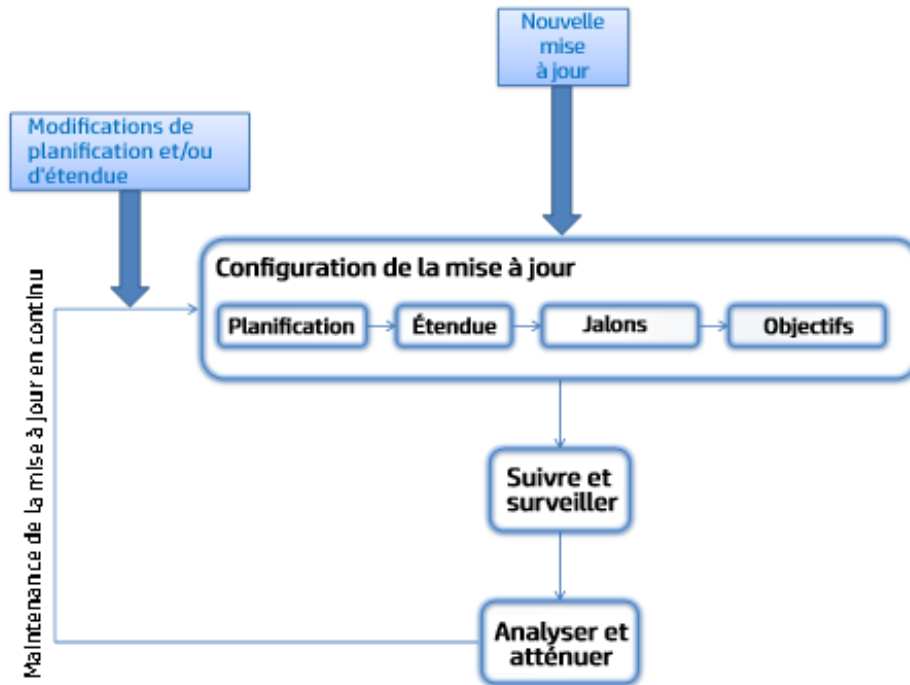 Nouvelle
mise
à jour
Modifications de
planification et/ou
d'étendue
Configuration de la mise à jour
Planification
Étendue
Jalons
Objectifs
Maintenance de la mise à jour en continu
Suivre et
surveiller
Analyser et
atténuer